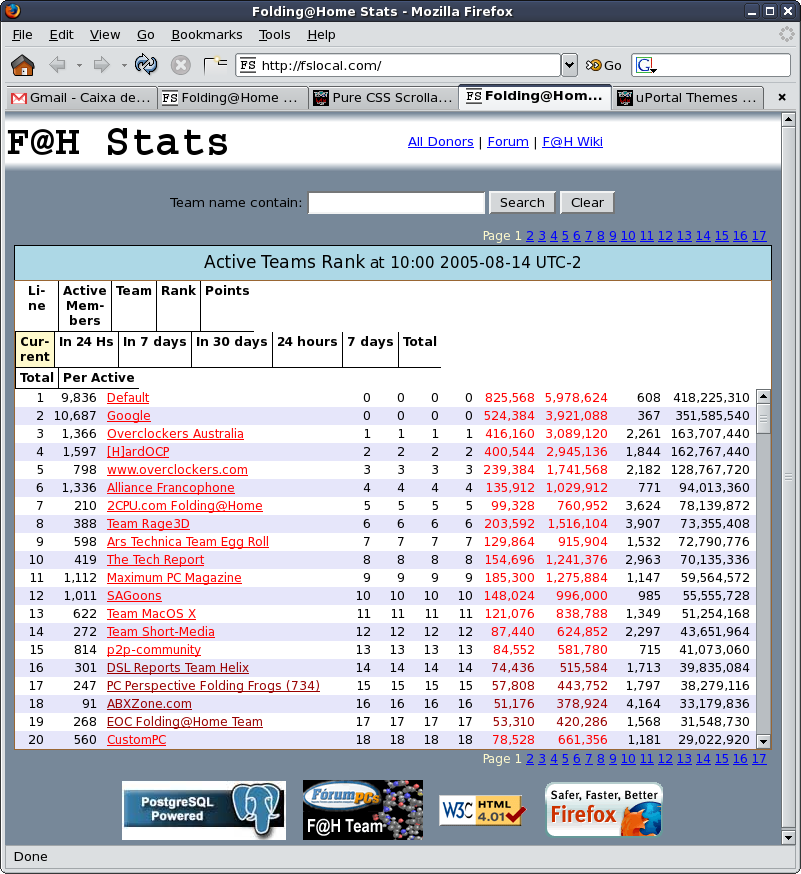 Folding@Home Stats - Mozilla Firefox
File Edit View Go Bookmarks Tools Help
FS http://fslocal.com/ Go G
Gmail - Caixa de... FS Folding@Home ... Pure CSS Scrolla... FS Folding@Hom... uPortal Themes ...
F@H Stats
All Donors | Forum | F@H Wiki
Team name contain: Search Clear
Page 1 2 3 4 5 6 7 8 9 10 11 12 13 14 15 16 17
Active Teams Rank at 10:00 2005-08-14 UTC-2
Li-
ne
Active
Mem-
bers
Team
Rank
Points
Cur-
rent
In 24 Hs In 7 days In 30 days 24 hours 7 days Total
Total Per Active
1 9,836 Default 0 0 0 0 825,568 5,978,624 608 418,225,310
2 10,687 Google 0 0 0 0 524,384 3,921,088 367 351,585,540
3 1,366 Overclockers Australia 1 1 1 1 416,160 3,089,120 2,261 163,707,440
4 1,597 [H]ardOCP 2 2 2 2 400,544 2,945,136 1,844 162,767,440
5 798 www.overclockers.com 3 3 3 3 239,384 1,741,568 2,182 128,767,720
6 1,336 Alliance Francophone 4 4 4 4 135,912 1,029,912 771 94,013,360
7 210 2CPU.com Folding@Home 5 5 5 5 99,328 760,952 3,624 78,139,872
8 388 Team Rage3D 6 6 6 6 203,592 1,516,104 3,907 73,355,408
9 598 Ars Technica Team Egg Roll 7 7 7 7 129,864 915,904 1,532 72,790,776
10 419 The Tech Report 8 8 8 8 154,696 1,241,376 2,963 70,135,336
11 1,112 Maximum PC Magazine 9 9 9 9 185,300 1,275,884 1,147 59,564,572
12 1,011 SAGoons 10 10 10 10 148,024 996,000 985 55,555,728
13 622 Team MacOS X 11 11 11 11 121,076 838,788 1,349 51,254,168
14 272 Team Short-Media 12 12 12 12 87,440 624,852 2,297 43,651,964
15 814 p2p-community 13 13 13 13 84,552 581,780 715 41,073,060
16 301 DSL Reports Team Helix 14 14 14 14 74,436 515,584 1,713 39,835,084
17 247 PC Perspective Folding Frogs (734) 15 15 15 15 57,808 443,752 1,797 38,279,116
18 91 ABXZone.com 16 16 16 16 51,176 378,924 4,164 33,179,836
19 268 EOC Folding@Home Team 17 17 17 17 53,310 420,286 1,568 31,548,730
20 560 CustomPC 18 18 18 18 78,528 661,356 1,181 29,022,920
Page 1 2 3 4 5 6 7 8 9 10 11 12 13 14 15 16 17
PostgreSQL
Powered
FórumPCs
F@H Team
W3C HTML
4.01
Safer, Faster, Better
Firefox
Done